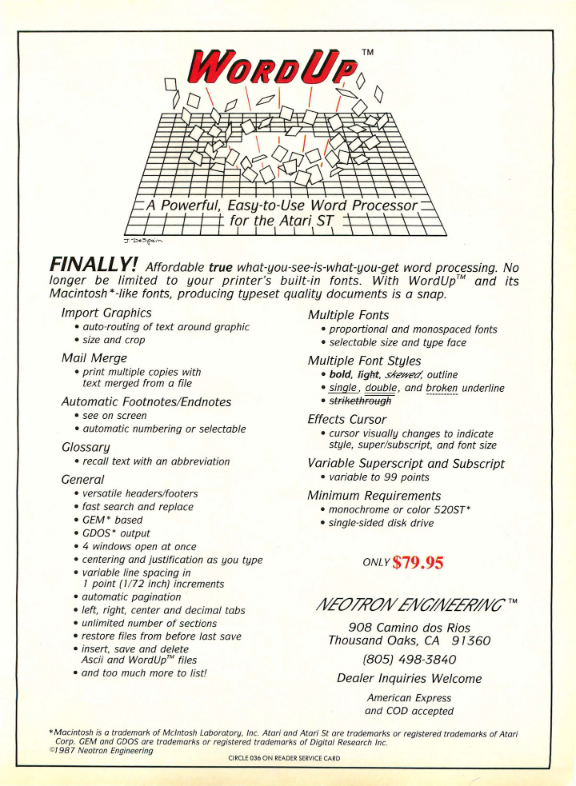 WORDUP™
A Powerful, Easy-to-Use Word Processor
for the Atari ST
J. DeSpain
FINALLY! Affordable true what-you-see-is-what-you-get word processing. No
longer be limited to your printer's built-in fonts. With WordUp™ and its
Macintosh*-like fonts, producing typeset quality documents is a snap.
Import Graphics
• auto-routing of text around graphic
• size and crop
Mail Merge
• print multiple copies with
text merged from a file
Automatic Footnotes/Endnotes
• see on screen
• automatic numbering or selectable
Glossary
• recall text with an abbreviation
General
• versatile headers/footers
• fast search and replace
• GEM* based
• GDOS* output
• 4 windows open at once
• centering and justification as you type
• variable line spacing in
1 point (1/72 inch) increments
• automatic pagination
• left, right, center and decimal tabs
• unlimited number of sections
• restore files from before last save
• insert, save and delete
Ascii and WordUp™ files
• and too much more to list!
Multiple Fonts
• proportional and monospaced fonts
• selectable size and type face
Multiple Font Styles
• bold, light, skewed, outline
• single, double, and broken underline
• strikethrough
Effects Cursor
• cursor visually changes to indicate
style, super/subscript, and font size
Variable Superscript and Subscript
• variable to 99 points
Minimum Requirements
• monochrome or color 520ST*
• single-sided disk drive
ONLY $79.95
NEOTRON ENGINEERING™
908 Camino dos Rios
Thousand Oaks, CA 91360
(805) 498-3840
Dealer Inquiries Welcome
American Express
and COD accepted
*Macintosh is a trademark of McIntosh Laboratory, Inc. Atari and Atari St are trademarks or registered trademarks of Atari
Corp. GEM and GDOS are trademarks or registered trademarks of Digital Research Inc.
©1987 Neotron Engineering
CIRCLE 036 ON READER SERVICE CARD